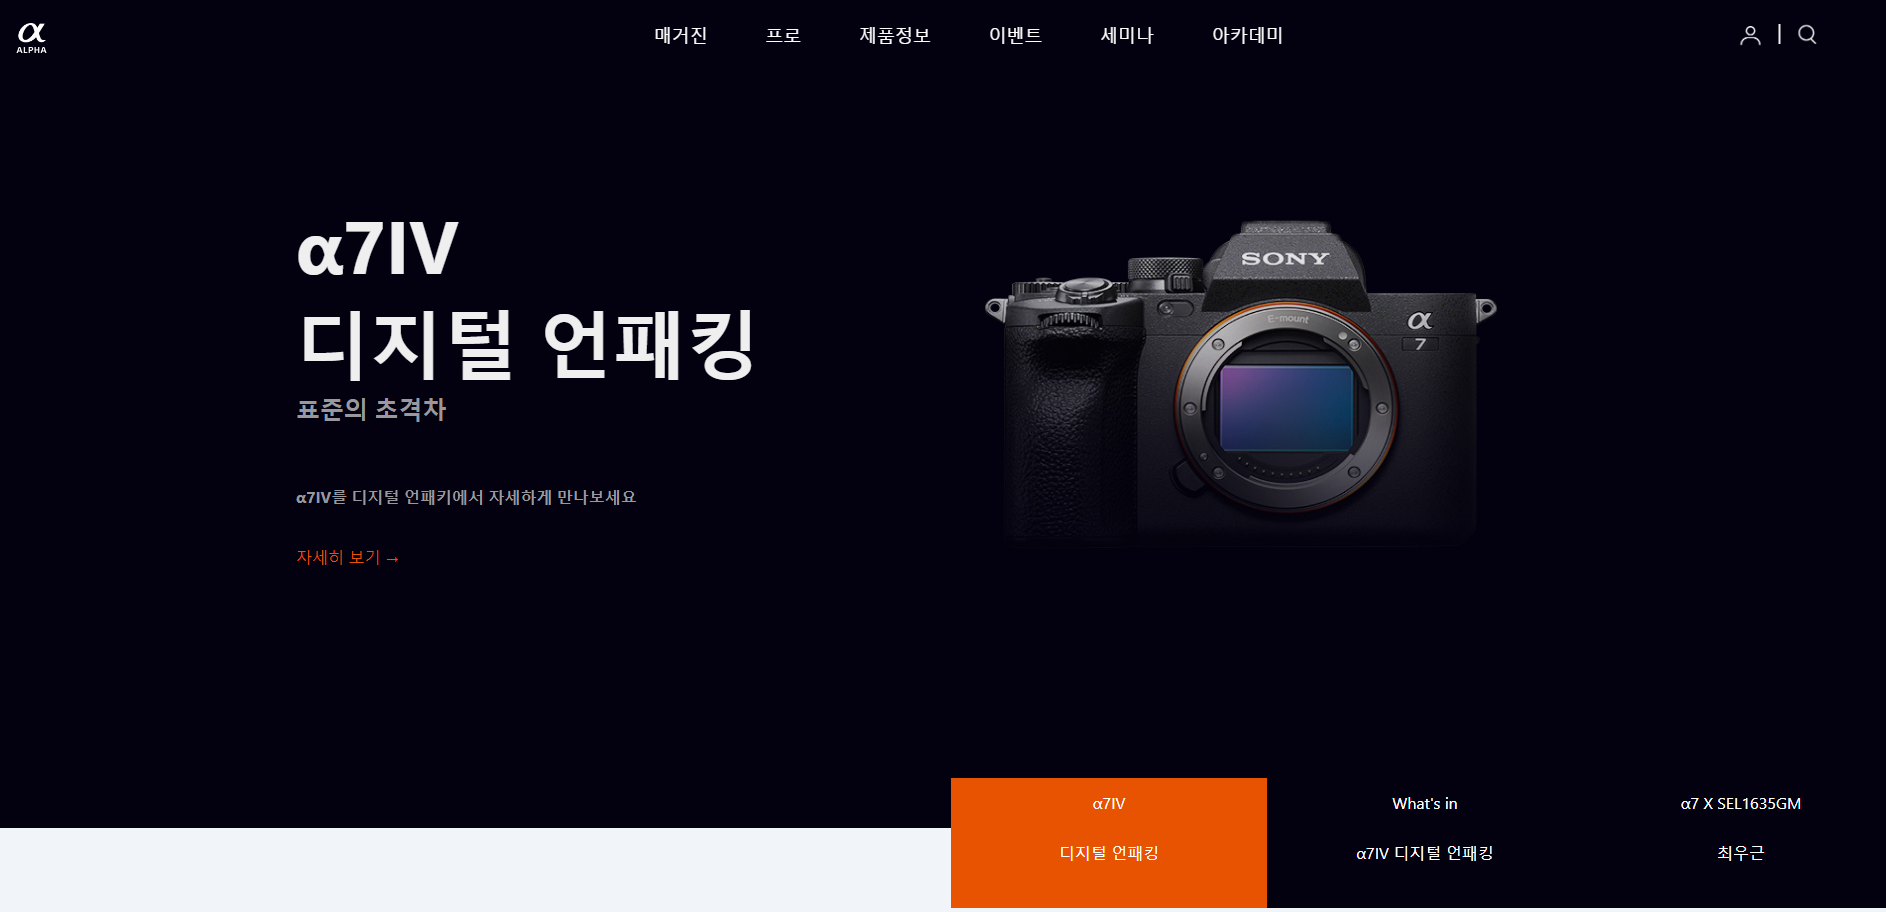 α
ALPHA
매거진 프로 제품정보 이벤트 세미나 아카데미
α7IV
디지털 언패킹
표준의 초격차
α7IV를 디지털 언패키에서 자세하게 만나보세요
자세히 보기 →
SONY
E-mount
α
7
α7IV
디지털 언패킹
What's in
α7IV 디지털 언패킹
α7 X SEL1635GM
최우근